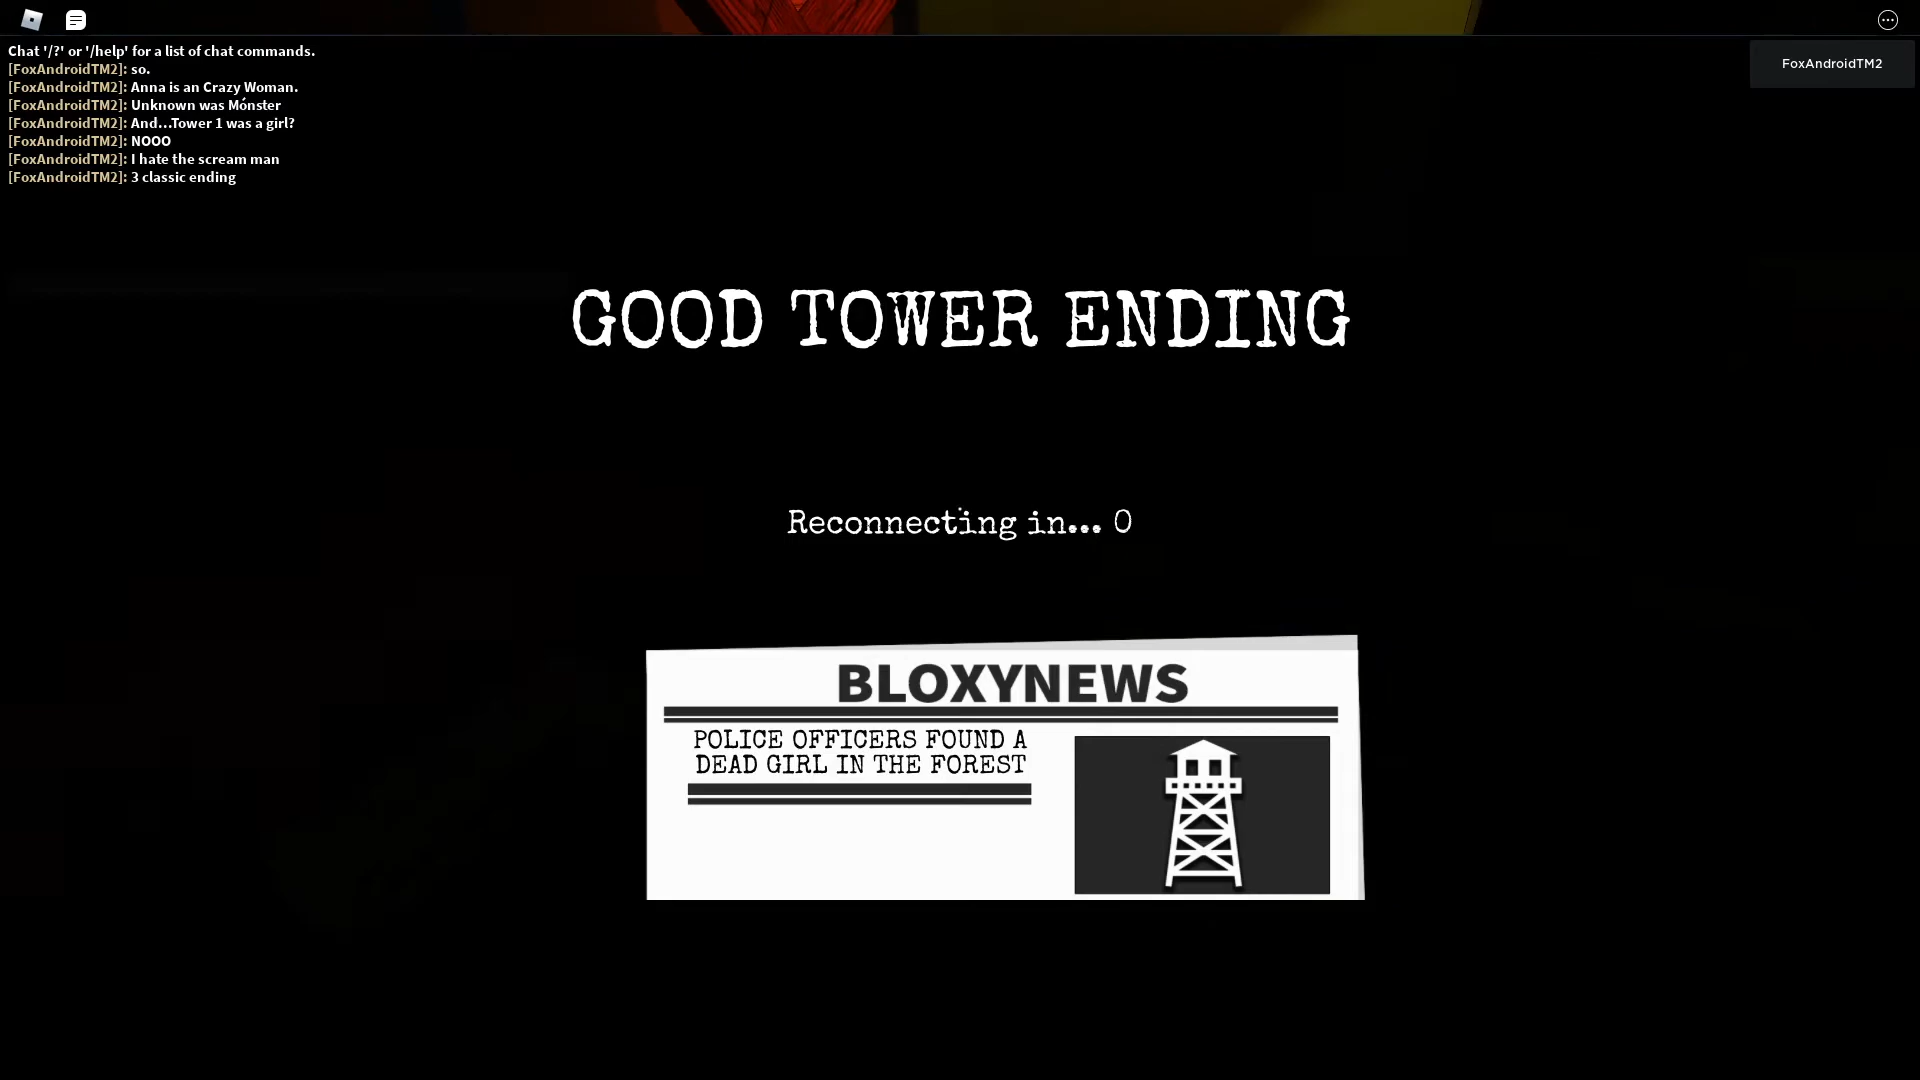 Chat '/?' or '/help' for a list of chat commands.
[FoxAndroidTM2]: so.
[FoxAndroidTM2]: Anna is an Crazy Woman.
[FoxAndroidTM2]: Unknown was Mónster
[FoxAndroidTM2]: And...Tower 1 was a girl?
[FoxAndroidTM2]: NOOO
[FoxAndroidTM2]: I hate the scream man
[FoxAndroidTM2]: 3 classic ending
FoxAndroidTM2
GOOD TOWER ENDING
Reconnecting in... 0
BLOXYNEWS
POLICE OFFICERS FOUND A
DEAD GIRL IN THE FOREST